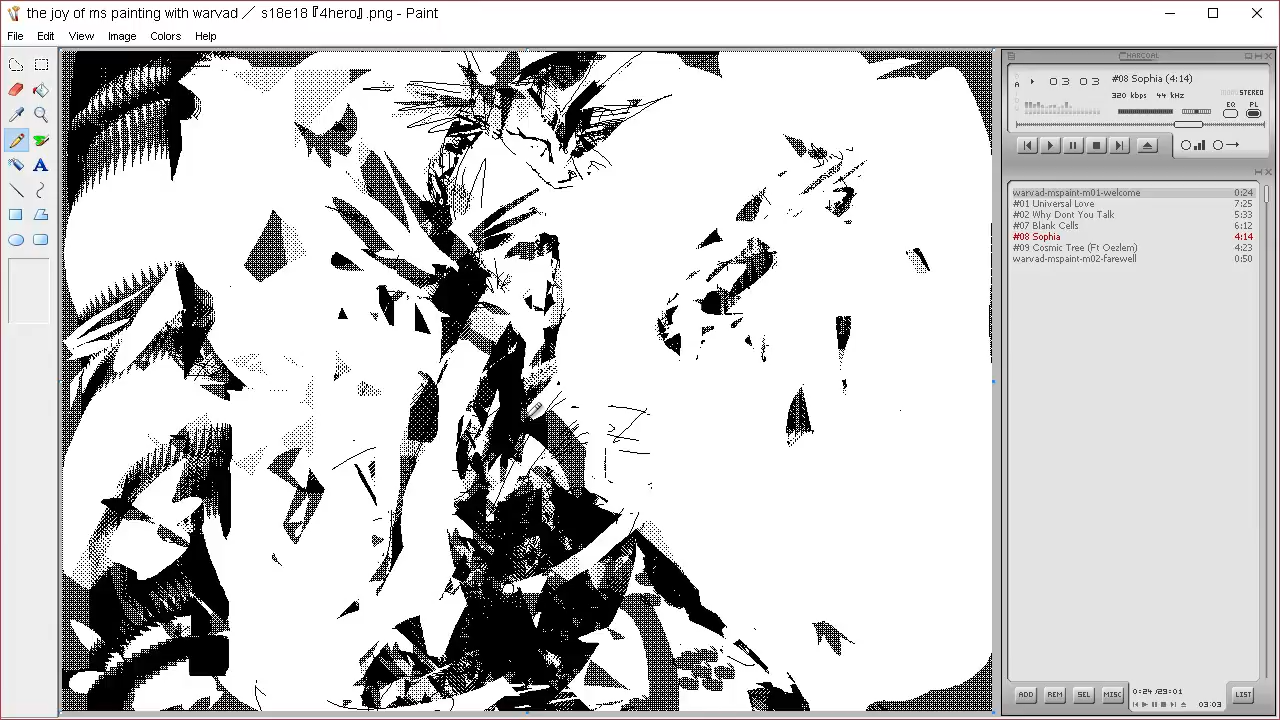 the joy of ms painting with warvad ／ s18e18『4hero』.png - Paint
File Edit View Image Colors Help
CHARCOAL
03 03 #08 Sophia (4:14)
320 kbps 44 kHz STEREO
EQ PL
warvad-mspaint-m01-welcome 0:24
#01 Universal Love 7:25
#02 Why Dont You Talk 5:33
#07 Blank Cells 6:12
#08 Sophia 4:14
#09 Cosmic Tree (Ft Oezlem) 4:23
warvad-mspaint-m02-farewell 0:50
ADD REM SEL MISC 0:24/29:01 LIST
03:03